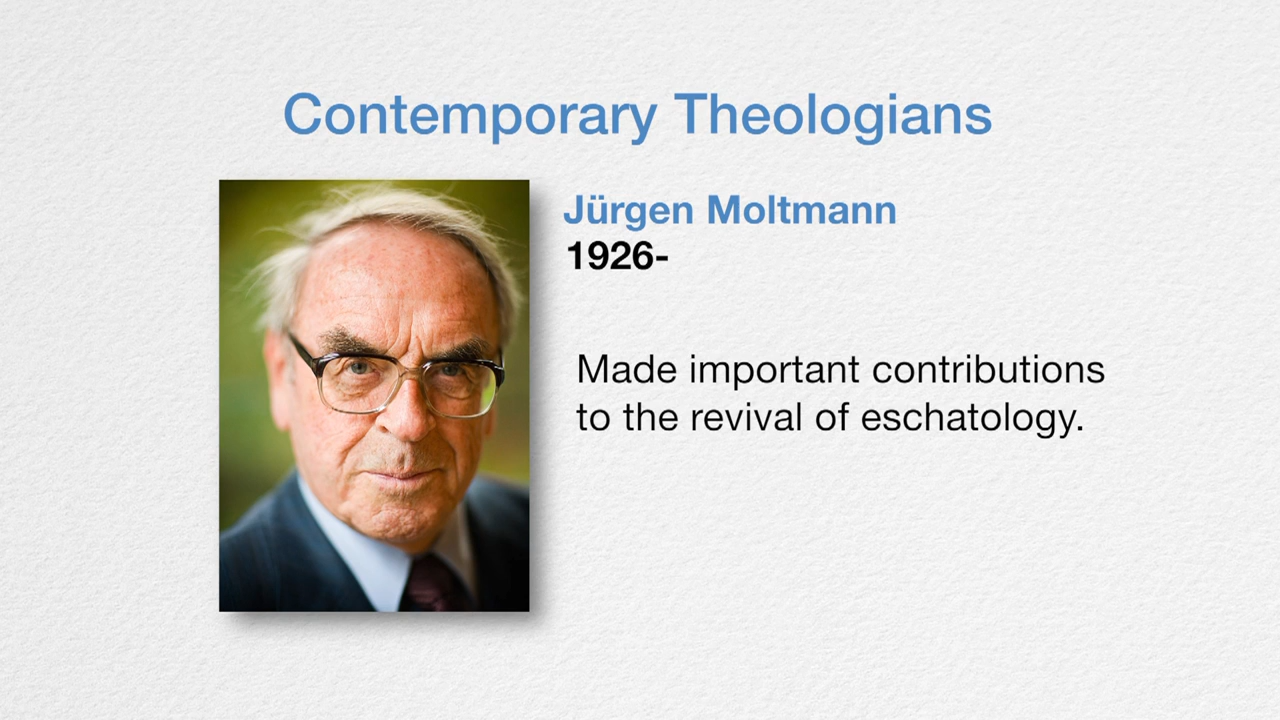 Contemporary Theologians
Jürgen Moltmann
1926-
Made important contributions
to the revival of eschatology.